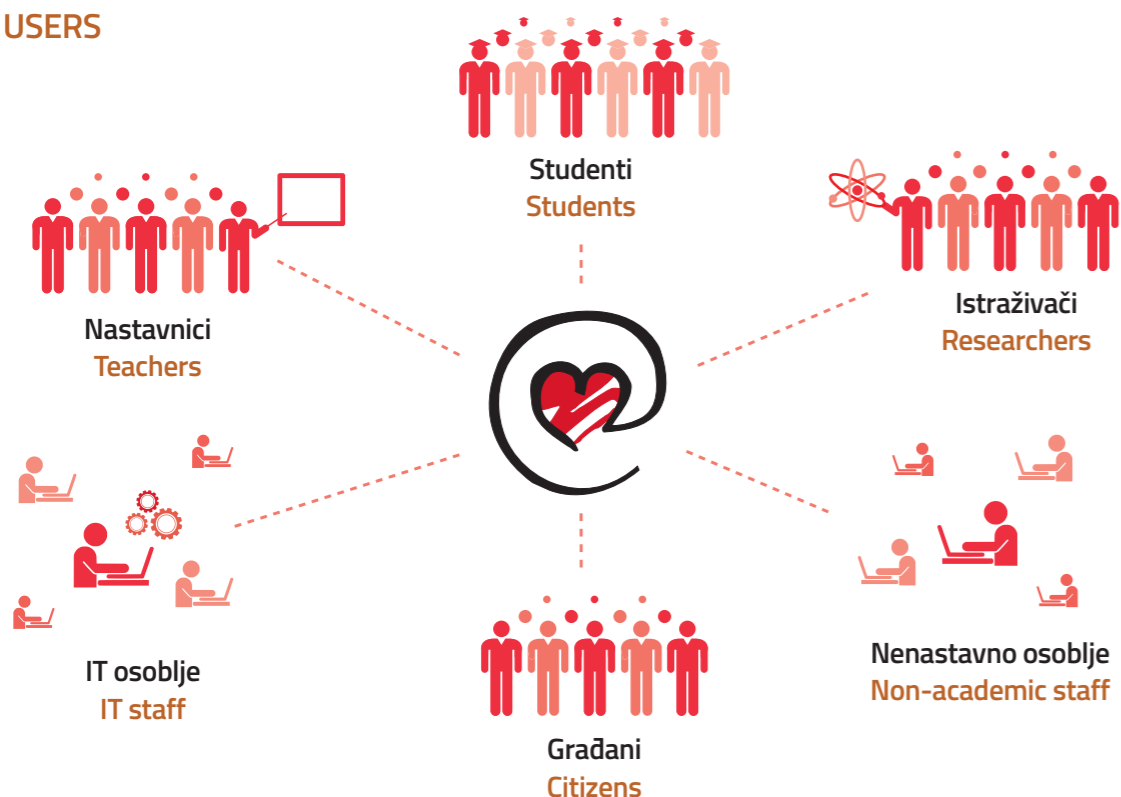 USERS
Studenti
Students
Nastavnici
Teachers
Istraživači
Researchers
IT osoblje
IT staff
Nenastavno osoblje
Non-academic staff
Građani
Citizens